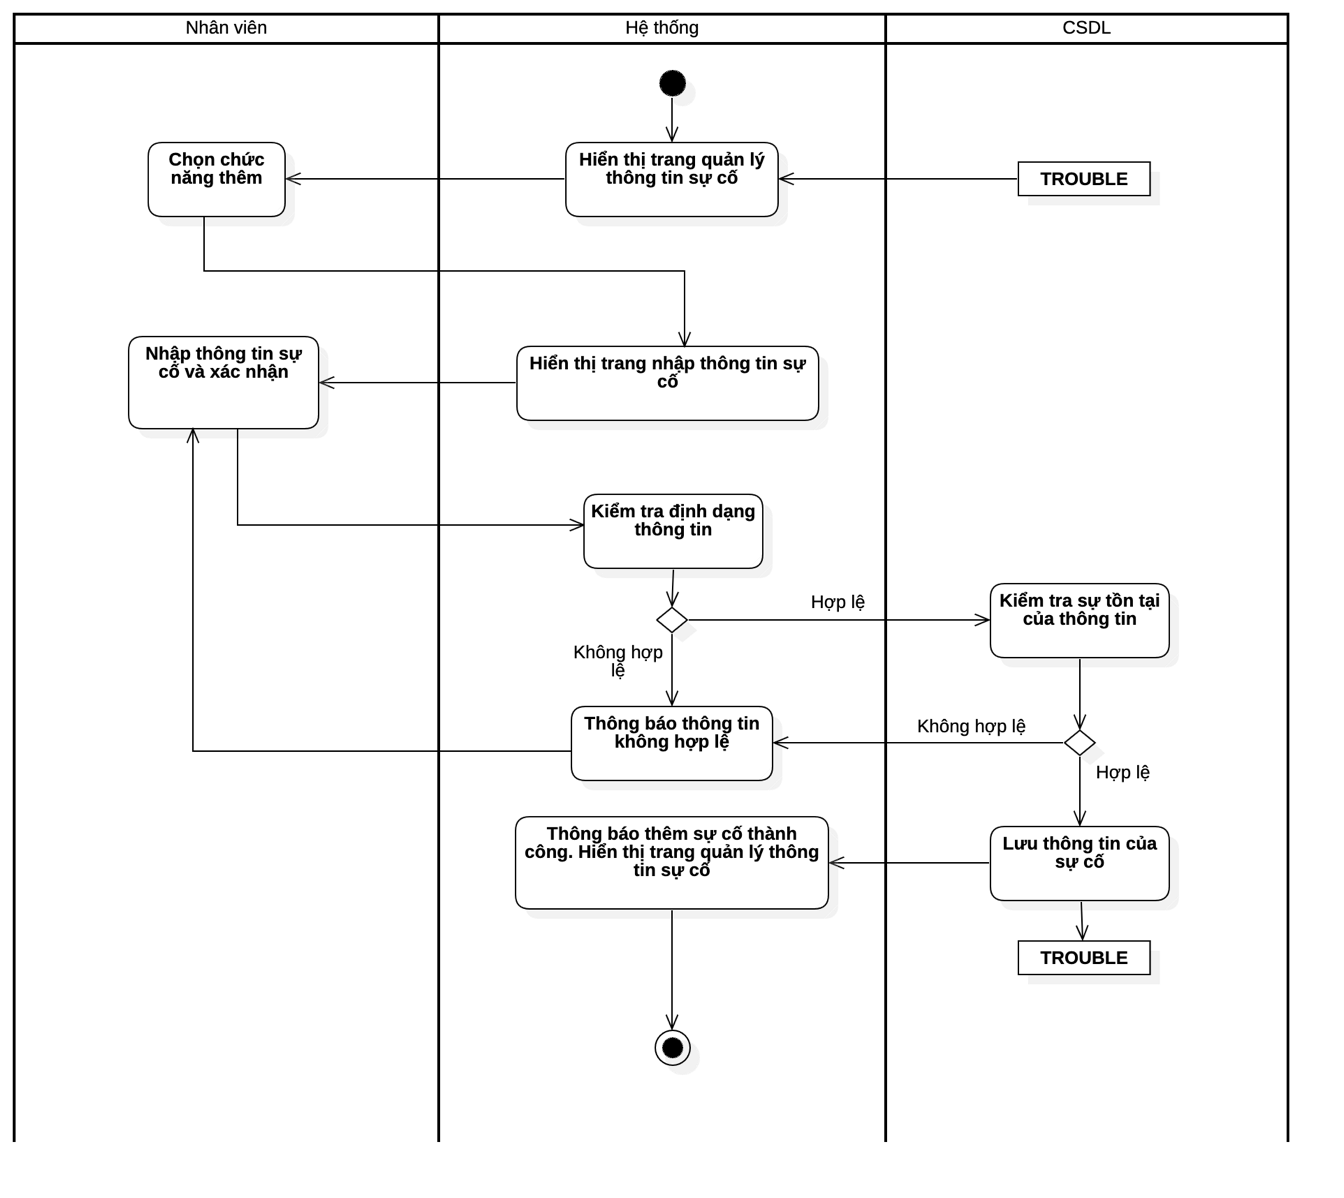 Nhân viên
Hệ thống
CSDL
Chọn chức
năng thêm
Hiển thị trang quản lý
thông tin sự cố
TROUBLE
Nhập thông tin sự
cố và xác nhận
Hiển thị trang nhập thông tin sự
cố
Kiểm tra định dạng
thông tin
Hợp lệ
Kiểm tra sự tồn tại
của thông tin
Không hợp
lệ
Thông báo thông tin
không hợp lệ
Không hợp lệ
Hợp lệ
Thông báo thêm sự cố thành
công. Hiển thị trang quản lý thông
tin sự cố
Lưu thông tin của
sự cố
TROUBLE